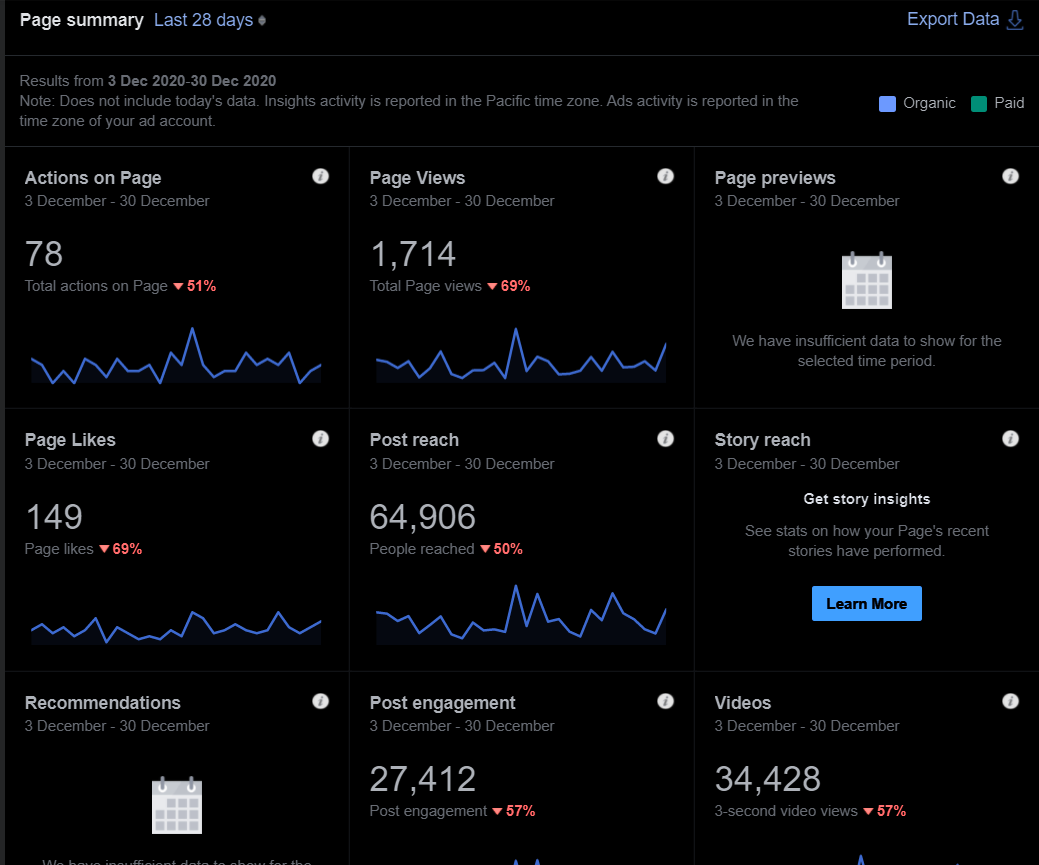 Page summary Last 28 days
Export Data
Results from 3 Dec 2020-30 Dec 2020
Note: Does not include today's data. Insights activity is reported in the Pacific time zone. Ads activity is reported in the
time zone of your ad account.
Organic Paid
Actions on Page
3 December - 30 December
78
Total actions on Page 51%
Page Views
3 December - 30 December
1,714
Total Page views 69%
Page previews
3 December - 30 December
We have insufficient data to show for the
selected time period.
Page Likes
3 December - 30 December
149
Page likes 69%
Post reach
3 December - 30 December
64,906
People reached 50%
Story reach
3 December - 30 December
Get story insights
See stats on how your Page's recent
stories have performed.
Learn More
Recommendations
3 December - 30 December
We have insufficient data to show for the
Post engagement
3 December - 30 December
27,412
Post engagement 57%
Videos
3 December - 30 December
34,428
3-second video views 57%